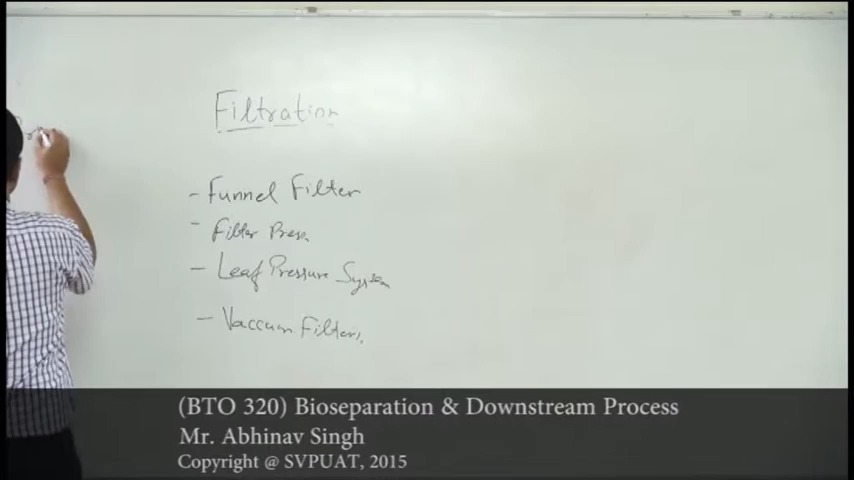 Filtration
- Funnel Filter
- Filter Press
- Leaf Pressure System
- Vaccum Filters,
(BTO 320) Bioseparation & Downstream Process
Mr. Abhinav Singh
Copyright @ SVPUAT, 2015